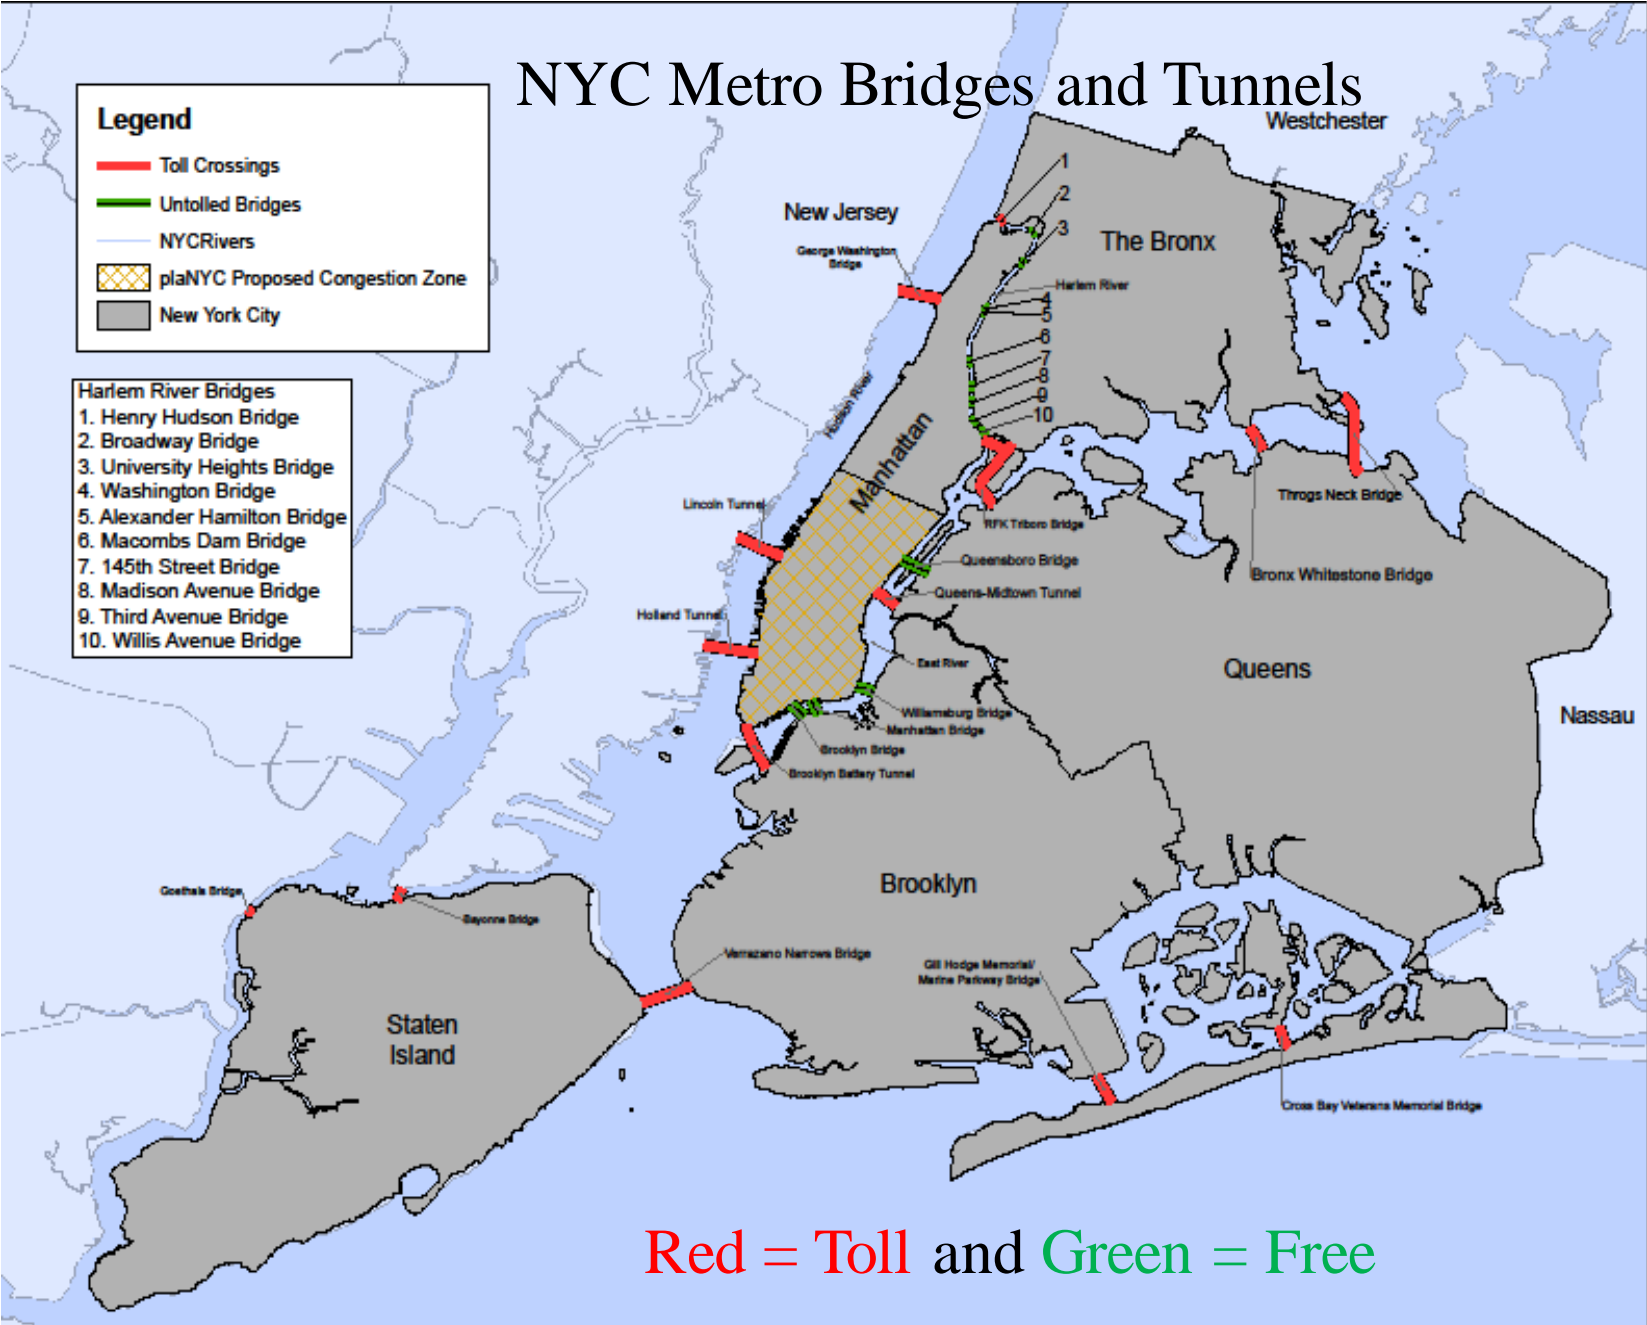 NYC Metro Bridges and Tunnels
Legend
Toll Crossings
Untolled Bridges
NYCRivers
plaNYC Proposed Congestion Zone
New York City
Harlem River Bridges
1. Henry Hudson Bridge
2. Broadway Bridge
3. University Heights Bridge
4. Washington Bridge
5. Alexander Hamilton Bridge
6. Macombs Dam Bridge
7. 145th Street Bridge
8. Madison Avenue Bridge
9. Third Avenue Bridge
10. Willis Avenue Bridge
Westchester
1
2
3
New Jersey
The Bronx
George Washington
Bridge
Harlem River
4
5
6
7
8
9
10
Hudson River
Manhattan
Throgs Neck Bridge
Lincoln Tunnel
RFK Triboro Bridge
Queensboro Bridge
Bronx Whitestone Bridge
Queens-Midtown Tunnel
Holland Tunnel
East River
Queens
Williamsburg Bridge
Nassau
Manhattan Bridge
Brooklyn Bridge
Brooklyn Battery Tunnel
Brooklyn
Goethals Bridge
Bayonne Bridge
Verrazano Narrows Bridge
Gill Hodge Memorial/
Marine Parkway Bridge
Staten
Island
Cross Bay Veterans Memorial Bridge
Red = Toll and Green = Free